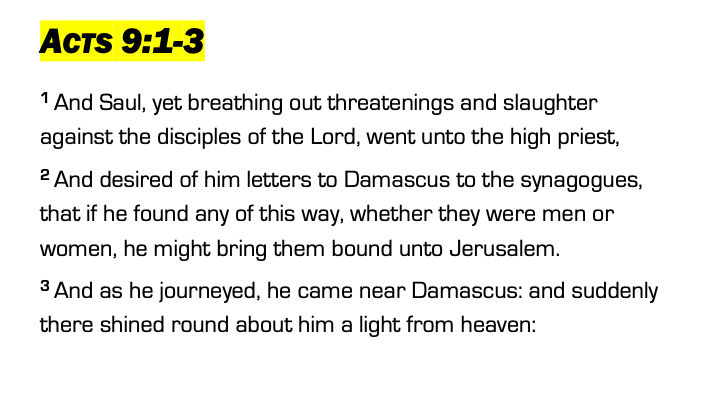 ACTS 9:1-3
1 And Saul, yet breathing out threatenings and slaughter
against the disciples of the Lord, went unto the high priest,
2 And desired of him letters to Damascus to the synagogues,
that if he found any of this way, whether they were men or
women, he might bring them bound unto Jerusalem.
3 And as he journeyed, he came near Damascus: and suddenly
there shined round about him a light from heaven: